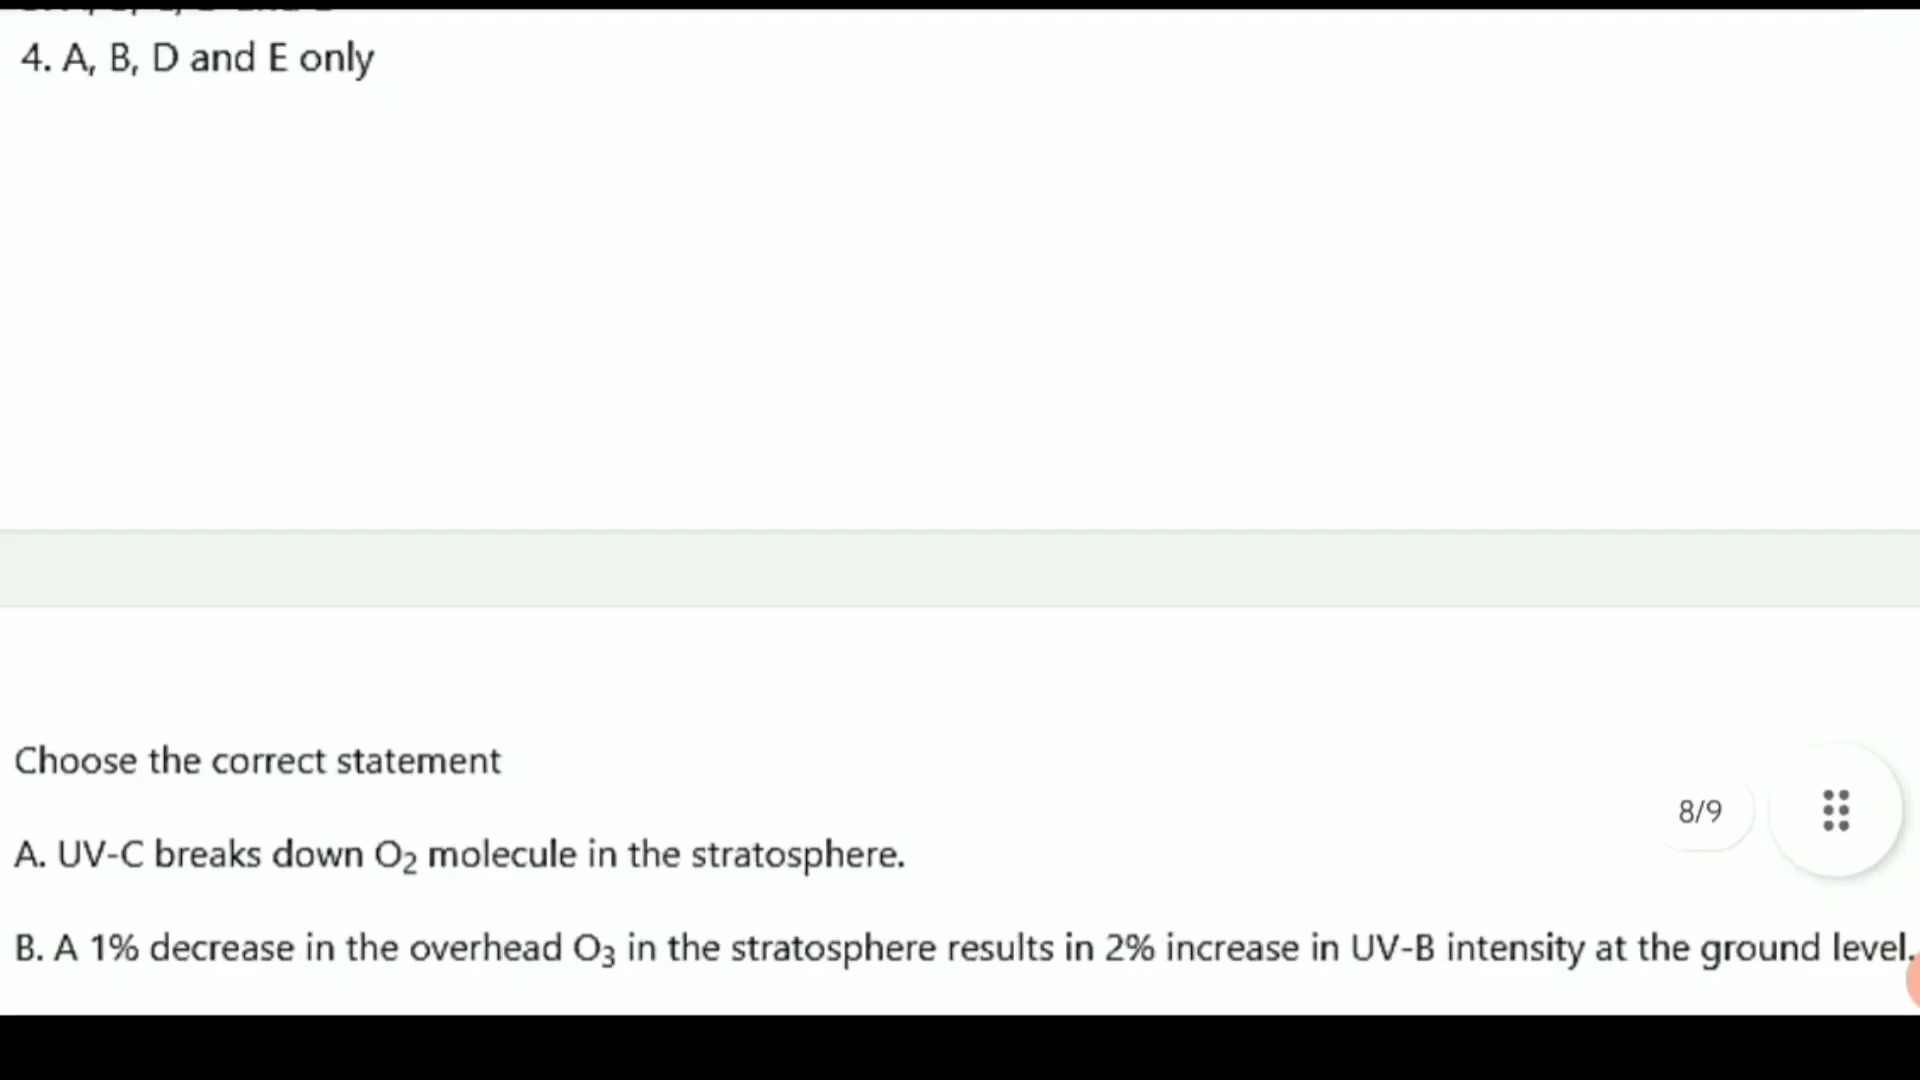 4. A, B, D and E only
Choose the correct statement
8/9
A. UV-C breaks down O₂ molecule in the stratosphere.
B. A 1% decrease in the overhead O₃ in the stratosphere results in 2% increase in UV-B intensity at the ground level.